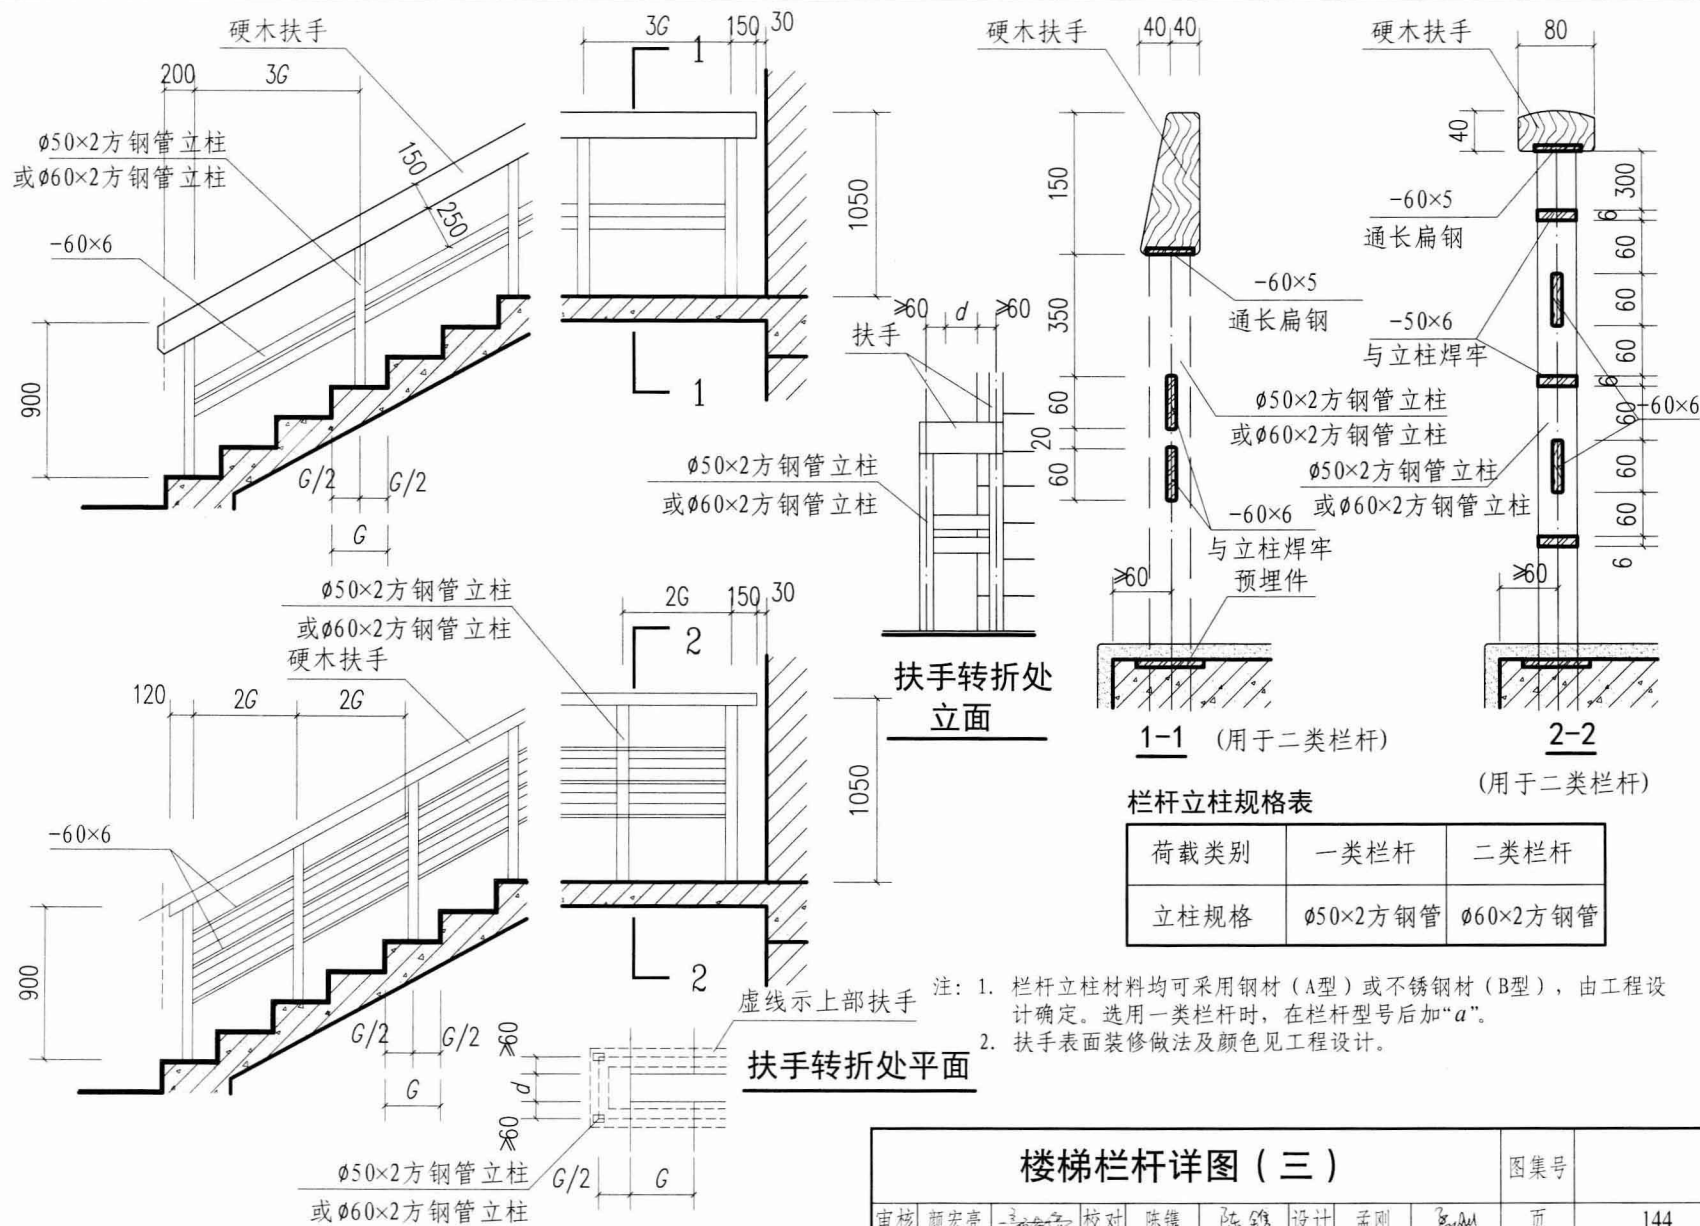 硬木扶手
200
3G
ø50×2方钢管立柱
或ø60×2方钢管立柱
150
250
-60×6
900
G/2
G/2
G
3G
150
30
1
1050
1
≥60
d
≥60
扶手
ø50×2方钢管立柱
或ø60×2方钢管立柱
扶手转折处
立面
硬木扶手
40
40
150
350
60
20
60
-60×5
通长扁钢
ø50×2方钢管立柱
或ø60×2方钢管立柱
-60×6
与立柱焊牢
预埋件
≥60
1-1 (用于二类栏杆)
硬木扶手
80
40
300
6
60
60
60
6
60
60
60
6
-60×5
通长扁钢
-50×6
与立柱焊牢
-60×6
ø50×2方钢管立柱
或ø60×2方钢管立柱
≥60
2-2
(用于二类栏杆)
ø50×2方钢管立柱
或ø60×2方钢管立柱
硬木扶手
120
2G
2G
-60×6
900
G/2
G/2
G
2G
150
30
2
1050
2
虚线示上部扶手
≥60
d
≥60
扶手转折处平面
ø50×2方钢管立柱
或ø60×2方钢管立柱
G/2
G
栏杆立柱规格表
荷载类别 一类栏杆 二类栏杆
立柱规格 ø50×2方钢管 ø60×2方钢管
注: 1. 栏杆立柱材料均可采用钢材（A型）或不锈钢材（B型），由工程设
计确定。选用一类栏杆时，在栏杆型号后加“a”。
2. 扶手表面装修做法及颜色见工程设计。
楼梯栏杆详图（三） 图集号
审核 颜宏亮 校对 陈镌 陈镌 设计 孟刚 页 144